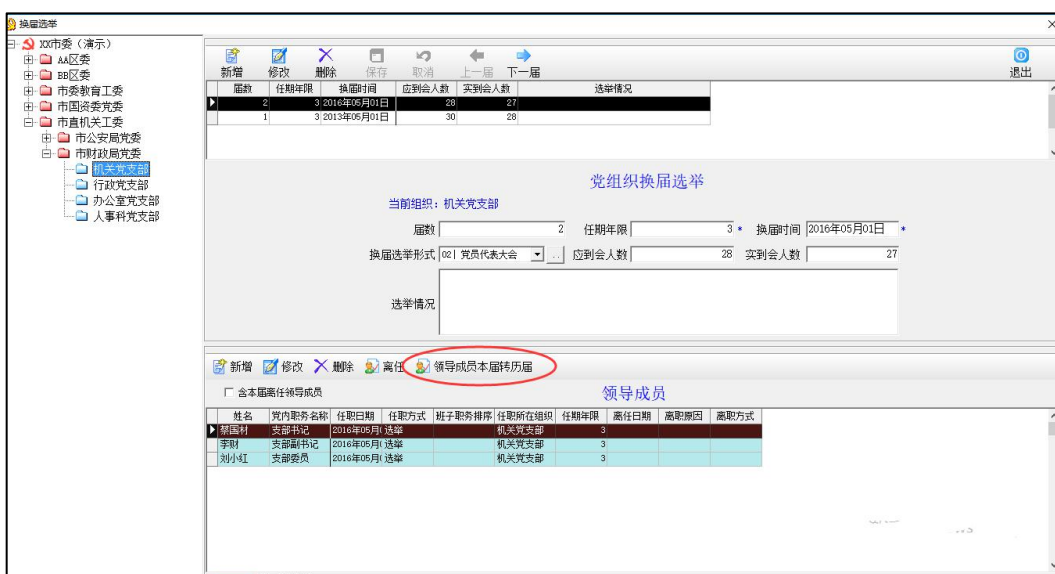 换届选举
XX市委（演示）
AA区委
BB区委
市委教育工委
市国资委党委
市直机关工委
市公安局党委
市财政局党委
机关党支部
行政党支部
办公室党支部
人事科党支部
新增 修改 删除 保存 取消 上一届 下一届 退出
届数 任期年限 换届时间 应到会人数 实到会人数 选举情况
2 3 2016年05月01日 28 27
1 3 2013年05月01日 30 28
党组织换届选举
当前组织：机关党支部
届数 2 任期年限 3 * 换届时间 2016年05月01日 *
换届选举形式 02| 党员代表大会 .. 应到会人数 28 实到会人数 27
选举情况
新增 修改 删除 离任 领导成员本届转历届
含本届离任领导成员 领导成员
姓名 党内职务名称 任职日期 任职方式 班子职务排序 任职所在组织 任期年限 离任日期 离职原因 离职方式
蔡国材 支部书记 2016年05月( 选举 机关党支部 3
李财 支部副书记 2016年05月( 选举 机关党支部 3
刘小红 支部委员 2016年05月( 选举 机关党支部 3